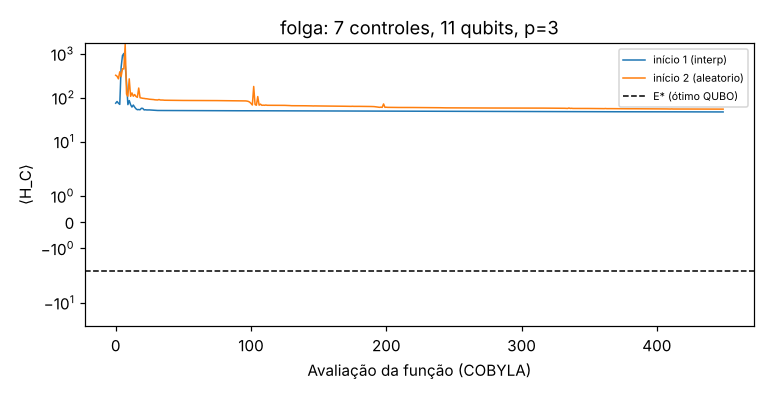 folga: 7 controles, 11 qubits, p=3
início 1 (interp)
início 2 (aleatorio)
E* (ótimo QUBO)
⟨H_C⟩
10³
10²
10¹
10⁰
0
−10⁰
−10¹
0 100 200 300 400
Avaliação da função (COBYLA)